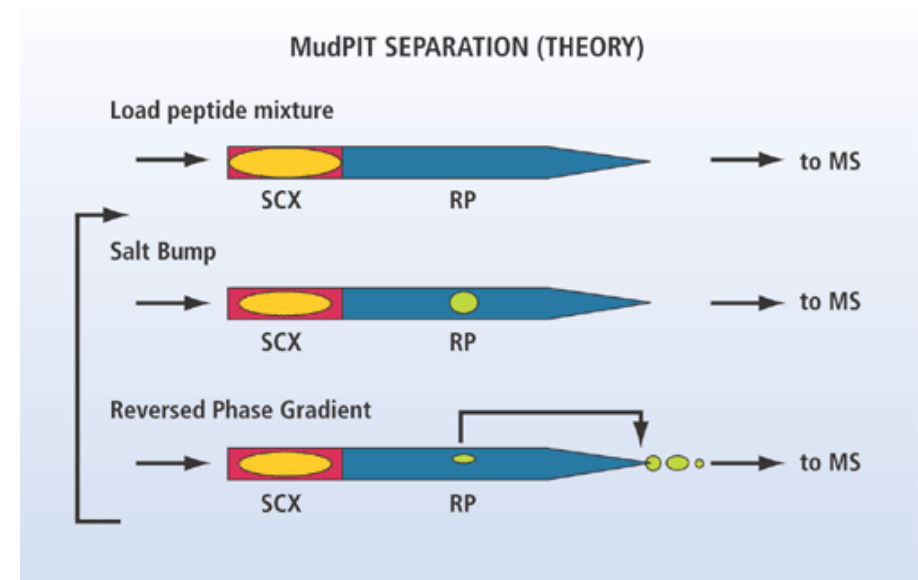 MudPIT SEPARATION (THEORY)
Load peptide mixture
to MS
SCX RP
Salt Bump
to MS
SCX RP
Reversed Phase Gradient
to MS
SCX RP